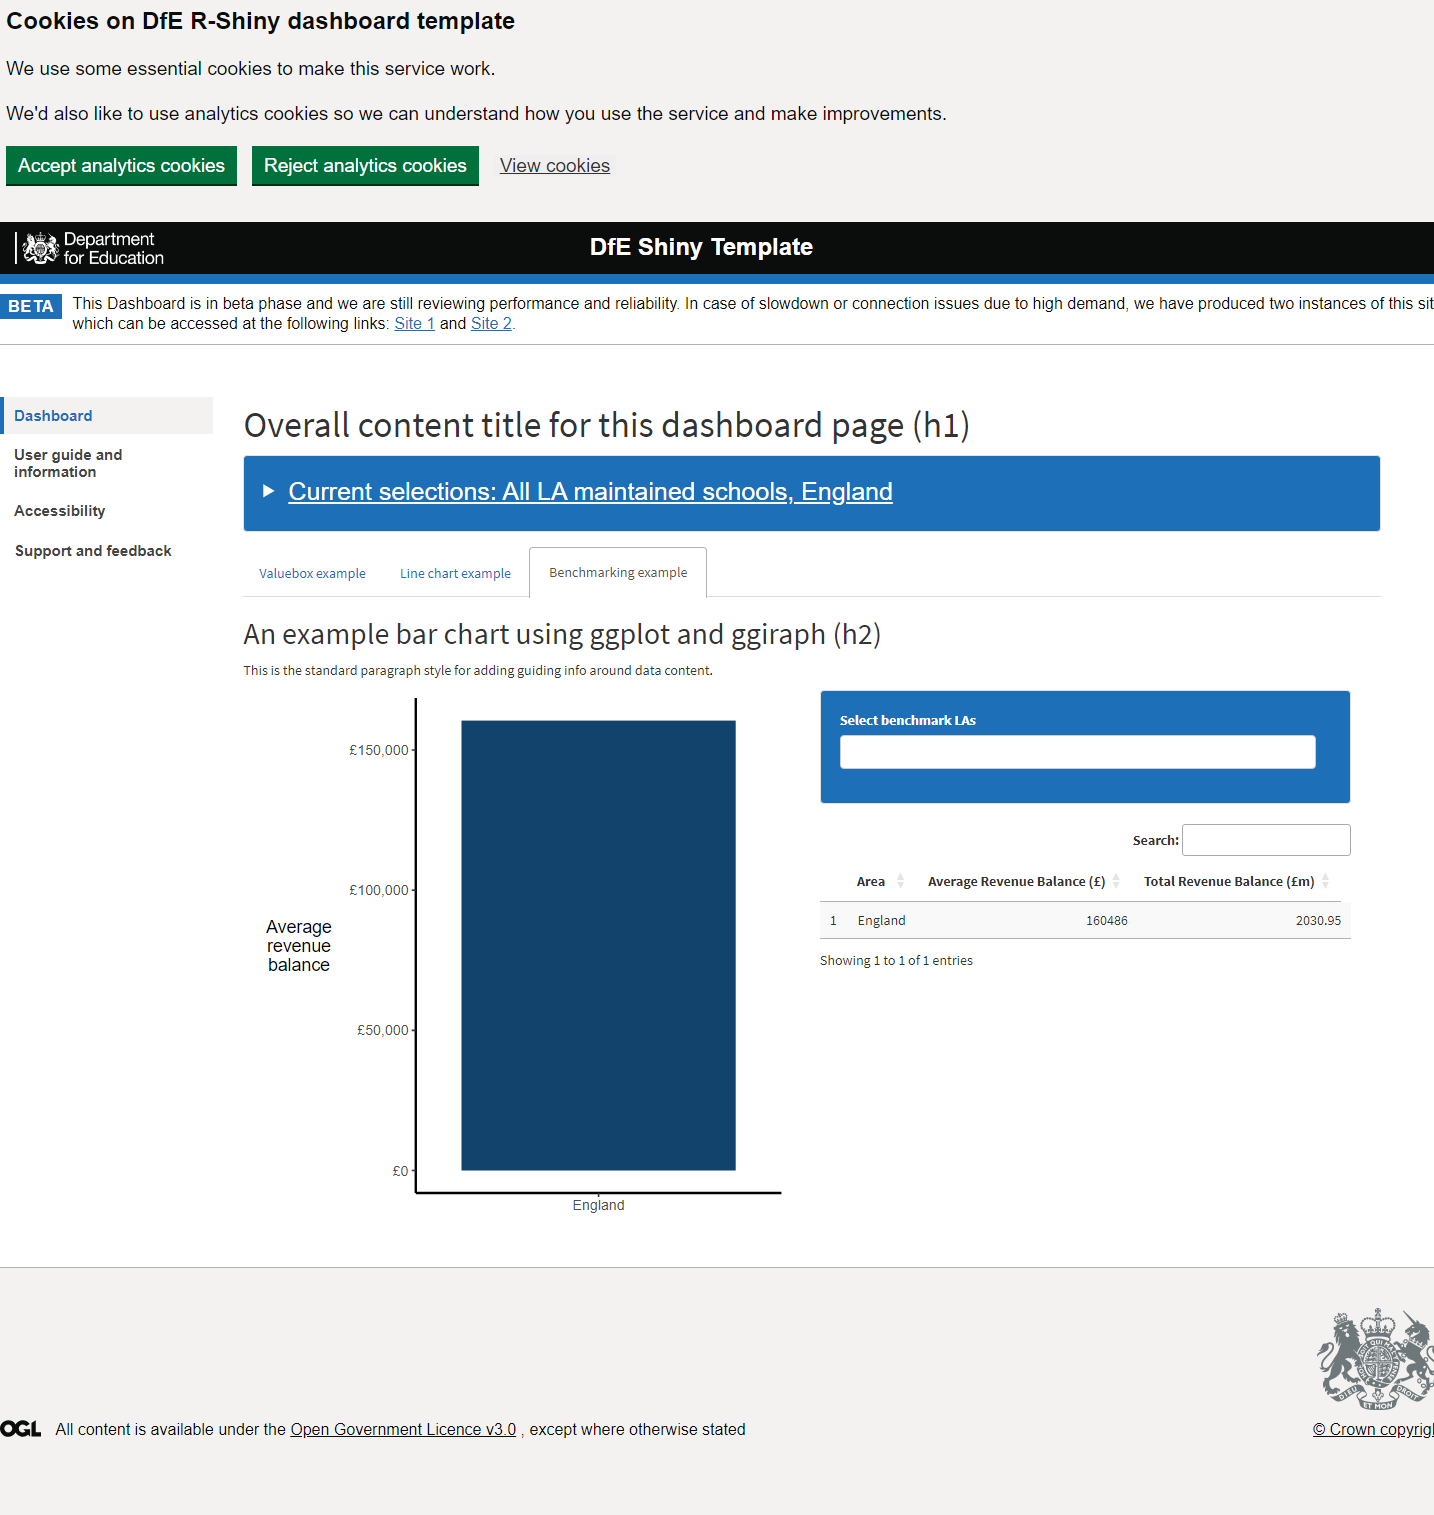 Cookies on DfE R-Shiny dashboard template
We use some essential cookies to make this service work.
We'd also like to use analytics cookies so we can understand how you use the service and make improvements.
Accept analytics cookies Reject analytics cookies View cookies
Department
for Education
DfE Shiny Template
BETA This Dashboard is in beta phase and we are still reviewing performance and reliability. In case of slowdown or connection issues due to high demand, we have produced two instances of this sit
which can be accessed at the following links: Site 1 and Site 2.
Dashboard
User guide and
information
Accessibility
Support and feedback
Overall content title for this dashboard page (h1)
Current selections: All LA maintained schools, England
Valuebox example Line chart example Benchmarking example
An example bar chart using ggplot and ggiraph (h2)
This is the standard paragraph style for adding guiding info around data content.
£150,000
£100,000
£50,000
£0
Average
revenue
balance
England
Select benchmark LAs
Search:
Area Average Revenue Balance (£) Total Revenue Balance (£m)
1 England 160486 2030.95
Showing 1 to 1 of 1 entries
OGL All content is available under the Open Government Licence v3.0 , except where otherwise stated
© Crown copyrig